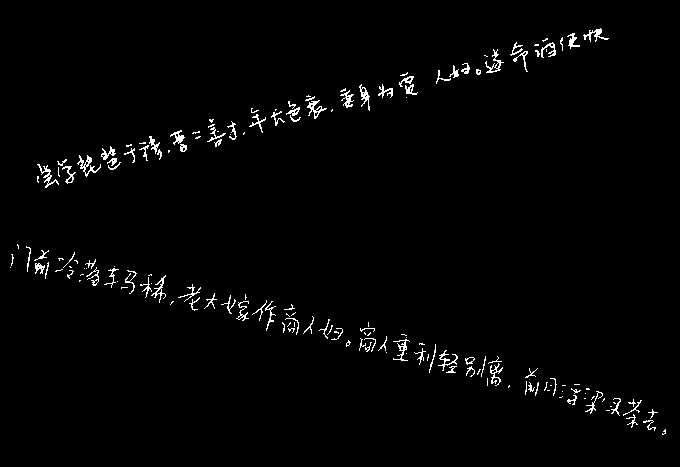 尝学琵琶于穆、曹二善才，年长色衰，委身为贾人妇。遂命酒使快
门前冷落车马稀，老大嫁作商人妇。商人重利轻别离，前月浮梁买茶去。